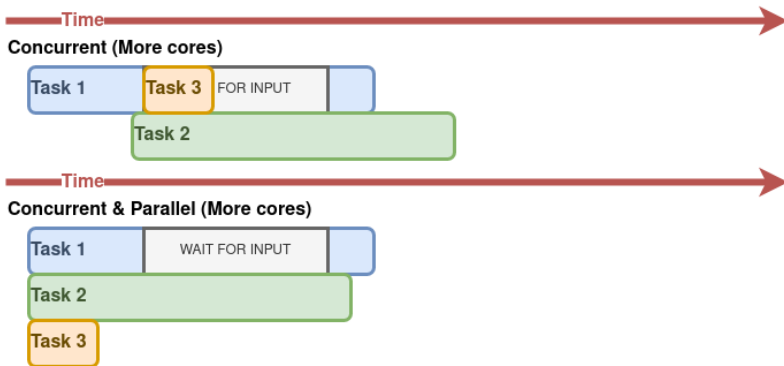 Time
Concurrent (More cores)
Task 1 Task 3 FOR INPUT
Task 2
Time
Concurrent & Parallel (More cores)
Task 1 WAIT FOR INPUT
Task 2
Task 3